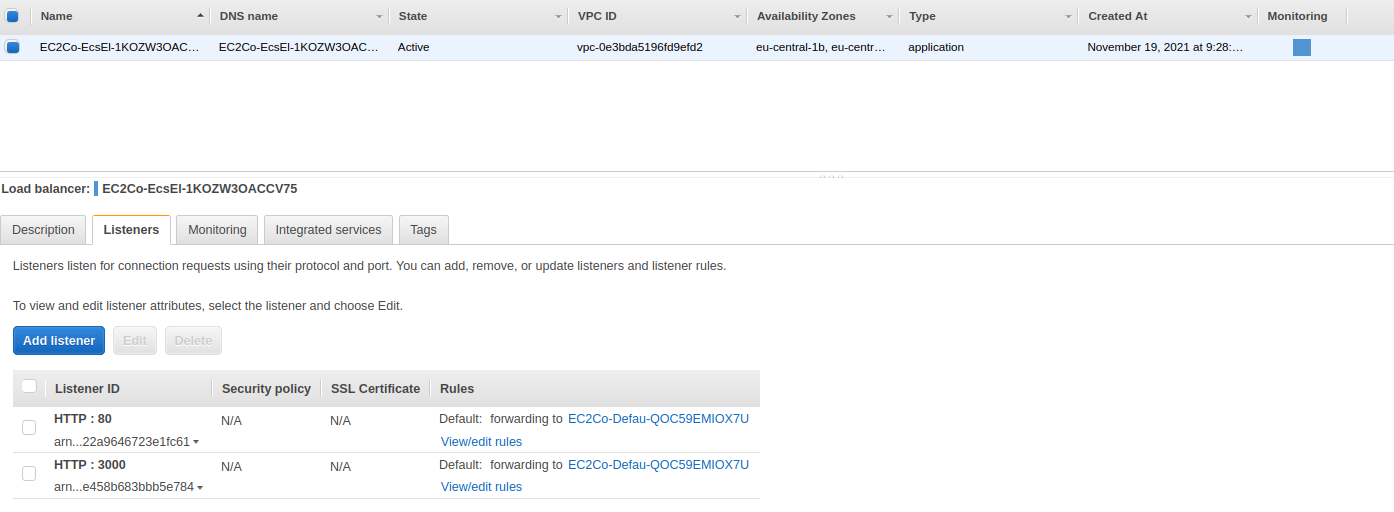 Name DNS name State VPC ID Availability Zones Type Created At Monitoring
EC2Co-EcsEl-1KOZW3OAC... EC2Co-EcsEl-1KOZW3OAC... Active vpc-0e3bda5196fd9efd2 eu-central-1b, eu-centr... application November 19, 2021 at 9:28:...
Load balancer: EC2Co-EcsEl-1KOZW3OACCV75
Description Listeners Monitoring Integrated services Tags
Listeners listen for connection requests using their protocol and port. You can add, remove, or update listeners and listener rules.
To view and edit listener attributes, select the listener and choose Edit.
Add listener Edit Delete
Listener ID Security policy SSL Certificate Rules
HTTP : 80 N/A N/A Default: forwarding to EC2Co-Defau-QOC59EMIOX7U
arn...22a9646723e1fc61 View/edit rules
HTTP : 3000 N/A N/A Default: forwarding to EC2Co-Defau-QOC59EMIOX7U
arn...e458b683bbb5e784 View/edit rules